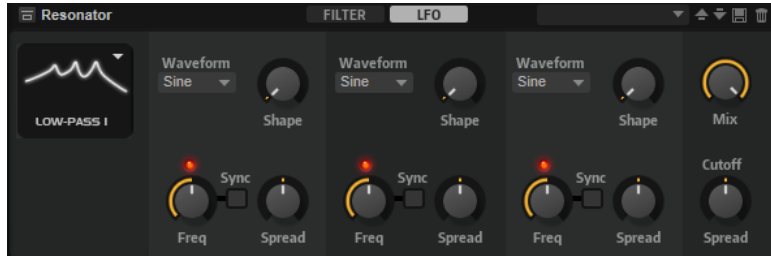 Resonator FILTER LFO
Waveform Waveform Waveform
Sine Sine Sine
LOW-PASS I Shape Shape Shape Mix
Sync Sync Sync Cutoff
Freq Spread Freq Spread Freq Spread Spread